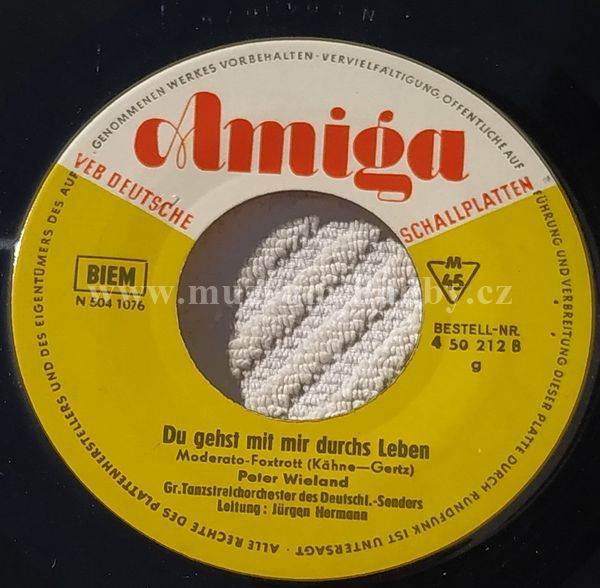 GENOMMENEN WERKES VORBEHALTEN · VERVIELFÄLTIGUNG, ÖFFENTLICHE AUF-
FÜHRUNG UND VERBREITUNG DIESER PLATTE DURCH RUNDFUNK IST UNTERSAGT · ALLE RECHTE DES PLATTENHERSTELLERS UND DES EIGENTÜMERS DES AUF-
Amiga
VEB DEUTSCHE
SCHALLPLATTEN
BIEM
N 504 1076
M
45
BESTELL-NR.
4 50 212 B
g
Du gehst mit mir durchs Leben
Moderato-Foxtrott (Kähne—Gertz)
Peter Wieland
Gr. Tanzstreichorchester des Deutschl.-Senders
Leitung: Jürgen Hermann